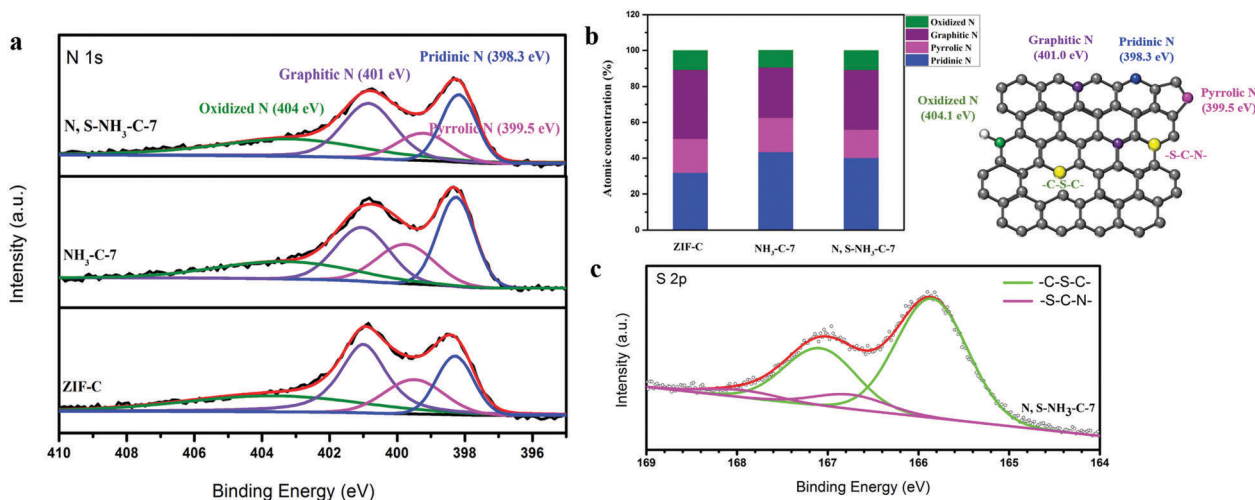 a
N 1s
Pridinic N (398.3 eV)
Graphitic N (401 eV)
Oxidized N (404 eV)
Pyrrolic N (399.5 eV)
N, S-NH₃-C-7
NH₃-C-7
ZIF-C
Intensity (a.u.)
410 408 406 404 402 400 398 396
Binding Energy (eV)
b
Atomic concentration (%)
120
100
80
60
40
20
0
ZIF-C NH₃-C-7 N, S-NH₃-C-7
Oxidized N
Graphitic N
Pyrrolic N
Pridinic N
Graphitic N
(401.0 eV)
Pridinic N
(398.3 eV)
Pyrrolic N
(399.5 eV)
Oxidized N
(404.1 eV)
-S-C-N-
-C-S-C-
c
S 2p
-C-S-C-
-S-C-N-
N, S-NH₃-C-7
Intensity (a.u.)
169 168 167 166 165 164
Binding Energy (eV)